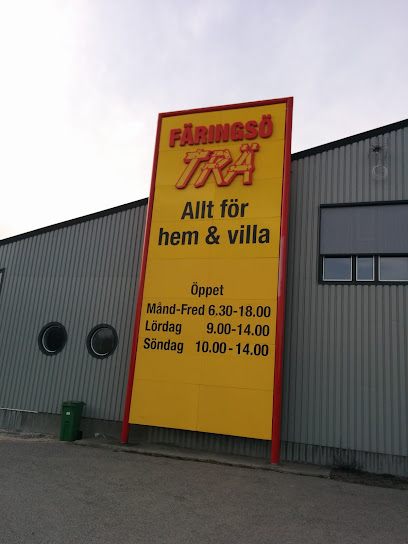 FÄRINGSÖ
TRÄ
Allt för
hem & villa
Öppet
Månd-Fred 6.30-18.00
Lördag 9.00-14.00
Söndag 10.00-14.00